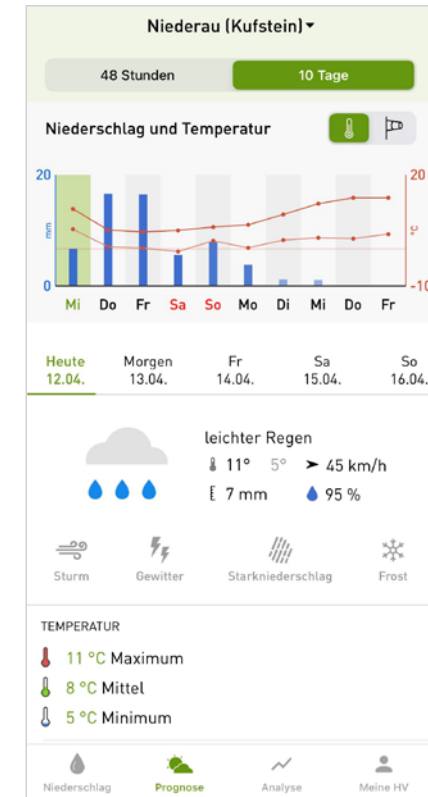 Niederau (Kufstein)
48 Stunden 10 Tage
Niederschlag und Temperatur
20 20
mm °C
0 -10
Mi Do Fr Sa So Mo Di Mi Do Fr
Heute Morgen Fr Sa So
12.04. 13.04. 14.04. 15.04. 16.04.
leichter Regen
11° 5° 45 km/h
7 mm 95 %
Sturm Gewitter Starkniederschlag Frost
TEMPERATUR
11 °C Maximum
8 °C Mittel
5 °C Minimum
Niederschlag Prognose Analyse Meine HV